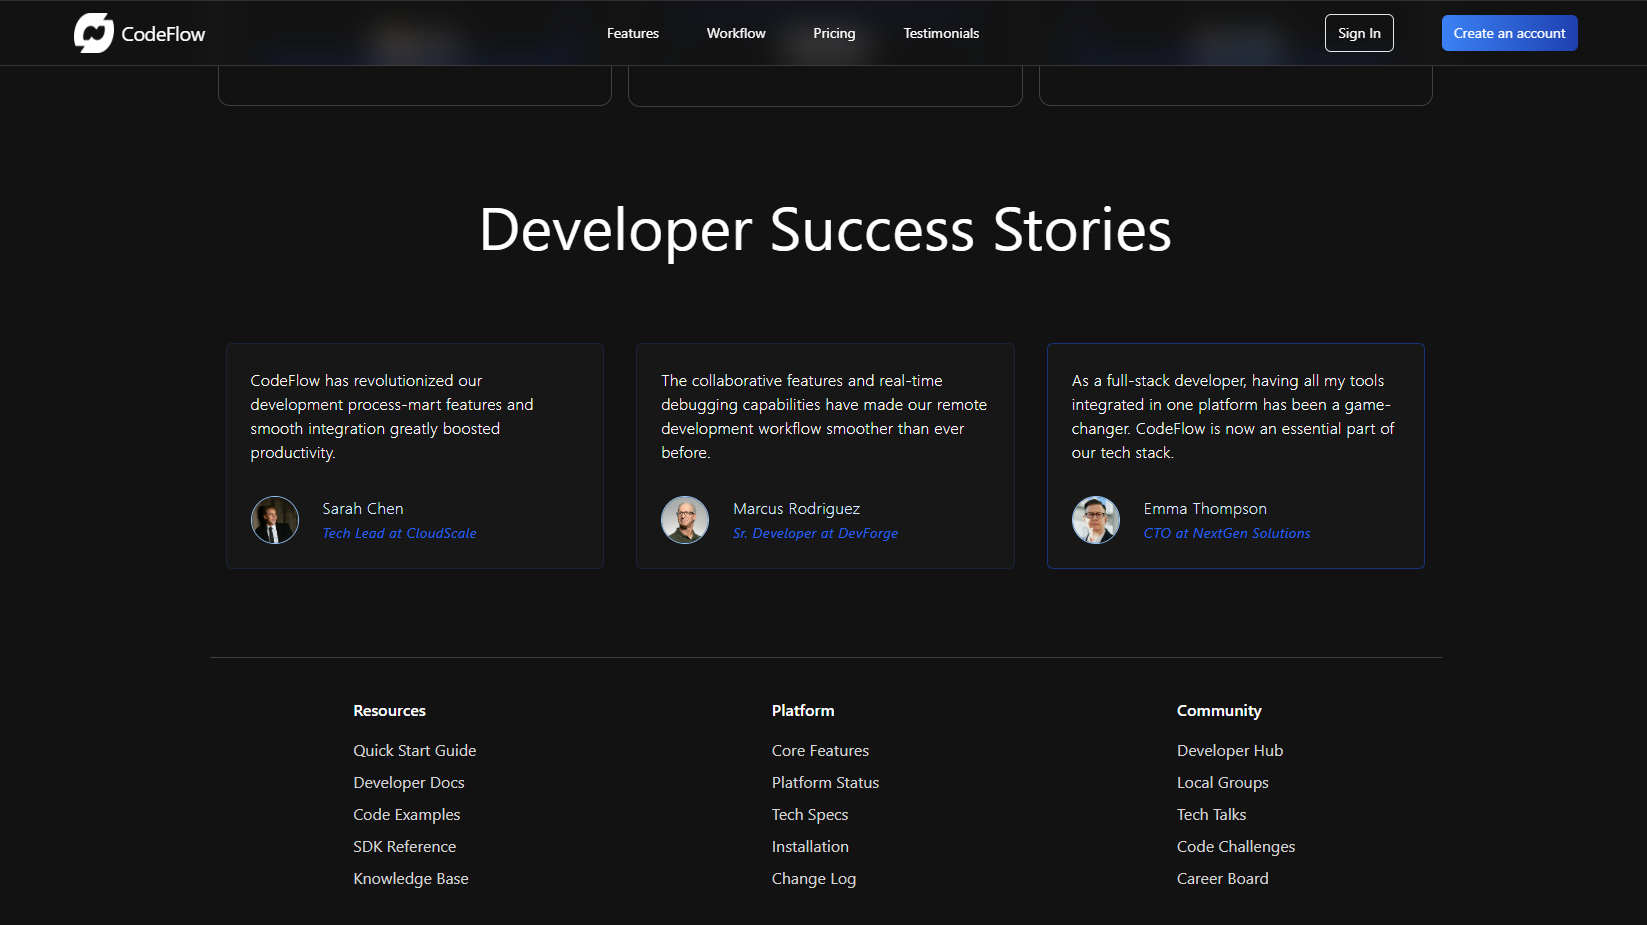 CodeFlow
Features
Workflow
Pricing
Testimonials
Sign In
Create an account
Developer Success Stories
CodeFlow has revolutionized our
development process-mart features and
smooth integration greatly boosted
productivity.
Sarah Chen
Tech Lead at CloudScale
The collaborative features and real-time
debugging capabilities have made our remote
development workflow smoother than ever
before.
Marcus Rodriguez
Sr. Developer at DevForge
As a full-stack developer, having all my tools
integrated in one platform has been a game-
changer. CodeFlow is now an essential part of
our tech stack.
Emma Thompson
CTO at NextGen Solutions
Resources
Quick Start Guide
Developer Docs
Code Examples
SDK Reference
Knowledge Base
Platform
Core Features
Platform Status
Tech Specs
Installation
Change Log
Community
Developer Hub
Local Groups
Tech Talks
Code Challenges
Career Board